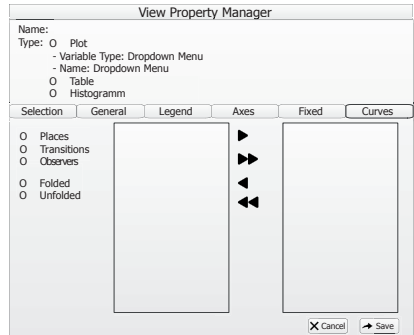 View Property Manager
Name:
Type: O Plot
- Variable Type: Dropdown Menu
- Name: Dropdown Menu
O Table
O Histogramm
Selection General Legend Axes Fixed Curves
O Places
O Transitions
O Observers
O Folded
O Unfolded
Cancel Save